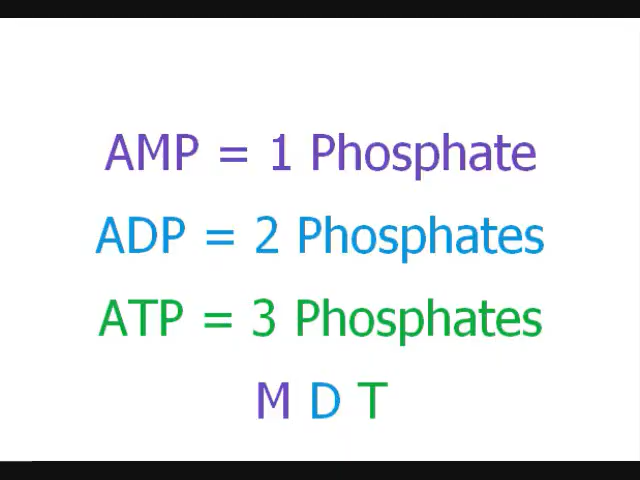 AMP = 1 Phosphate
ADP = 2 Phosphates
ATP = 3 Phosphates
M D T